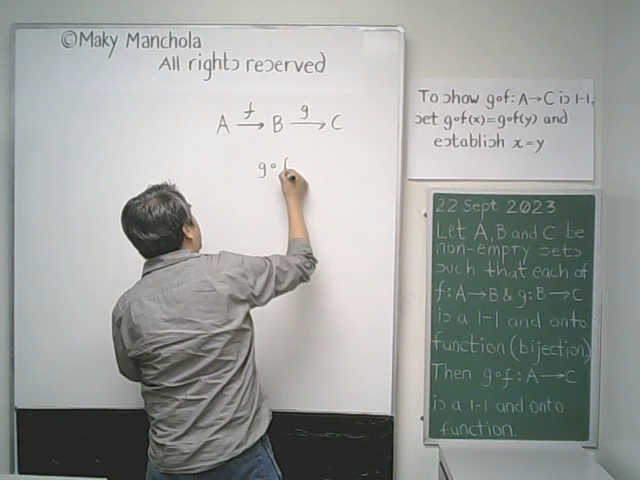 ©Maky Manchola
All rights reserved
f g
A → B → C
g∘f
To show g∘f: A→C is 1-1,
set g∘f(x)=g∘f(y) and
establish x=y
22 Sept 2023
Let A, B and C be
non-empty sets
such that each of
f: A→B & g: B→C
is a 1-1 and onto
function (bijection)
Then g∘f: A→C
is a 1-1 and onto
function.